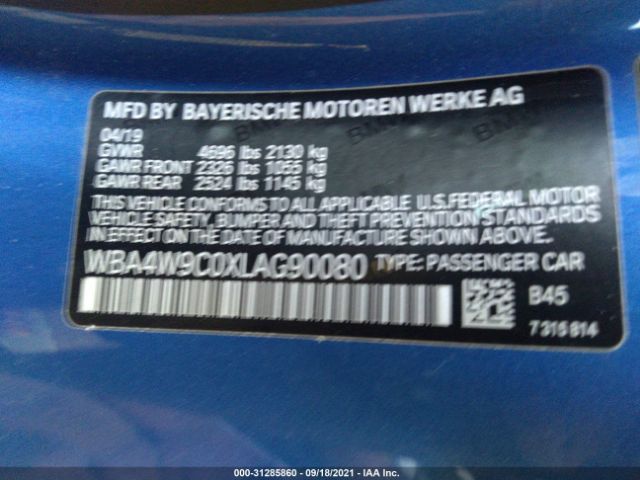 MFD BY BAYERISCHE MOTOREN WERKE AG
04/19
GVWR 4696 lbs 2130 kg
GAWR FRONT 2326 lbs 1055 kg
GAWR REAR 2524 lbs 1145 kg
THIS VEHICLE CONFORMS TO ALL APPLICABLE U.S.FEDERAL MOTOR
VEHICLE SAFETY, BUMPER AND THEFT PREVENTION STANDARDS
IN EFFECT ON THE DATE OF MANUFACTURE SHOWN ABOVE.
WBA4W9C0XLAG90080 TYPE: PASSENGER CAR
B45
7315814
000-31285860 - 09/18/2021 - IAA Inc.